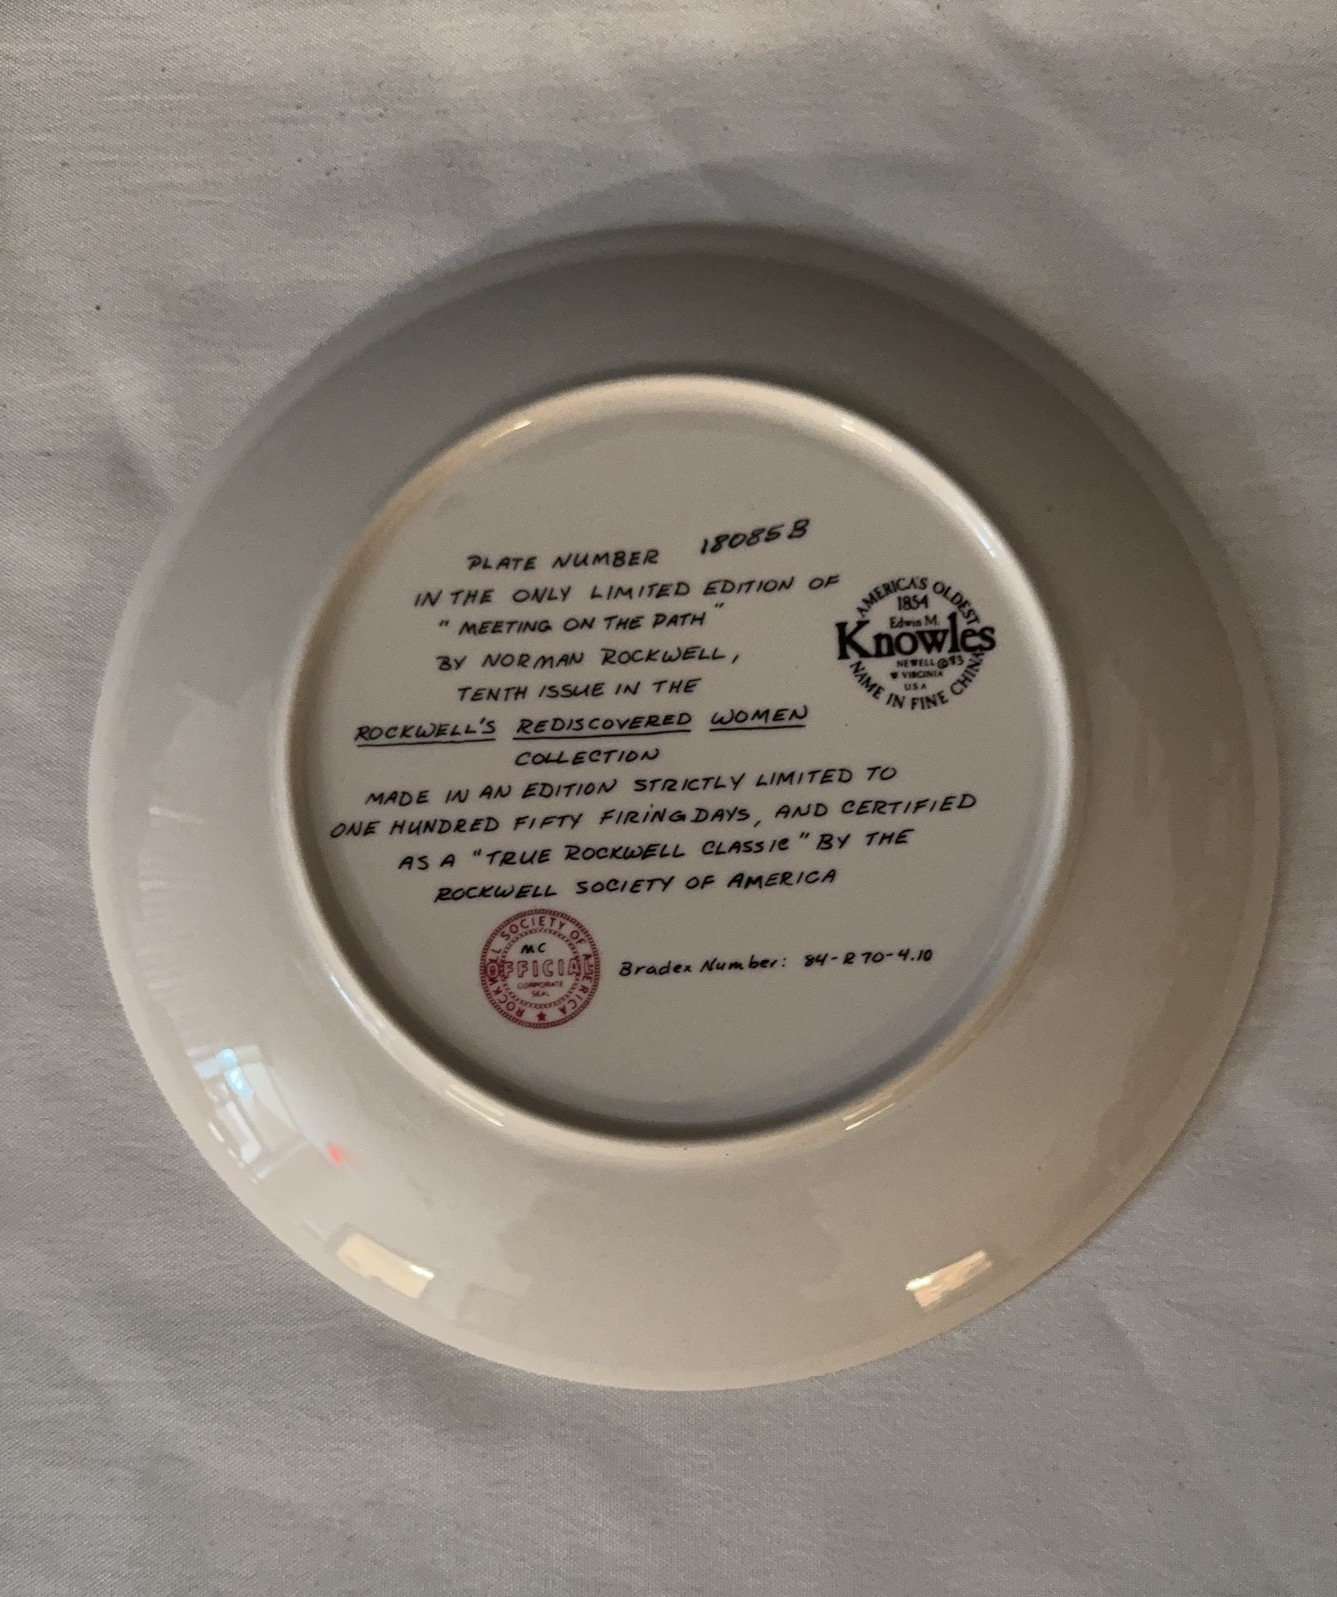 PLATE NUMBER 18085B
IN THE ONLY LIMITED EDITION OF
"MEETING ON THE PATH"
BY NORMAN ROCKWELL,
TENTH ISSUE IN THE
ROCKWELL'S REDISCOVERED WOMEN
COLLECTION
MADE IN AN EDITION STRICTLY LIMITED TO
ONE HUNDRED FIFTY FIRING DAYS, AND CERTIFIED
AS A "TRUE ROCKWELL CLASSIC" BY THE
ROCKWELL SOCIETY OF AMERICA
AMERICA'S OLDEST
1854
Edwin M.
Knowles
NEWELL © 83
W VIRGINIA
USA
NAME IN FINE CHINA
ROCKWELL SOCIETY OF AMERICA
MC
OFFICIAL
CORPORATE
SEAL
Bradex Number: 84-R70-4.10